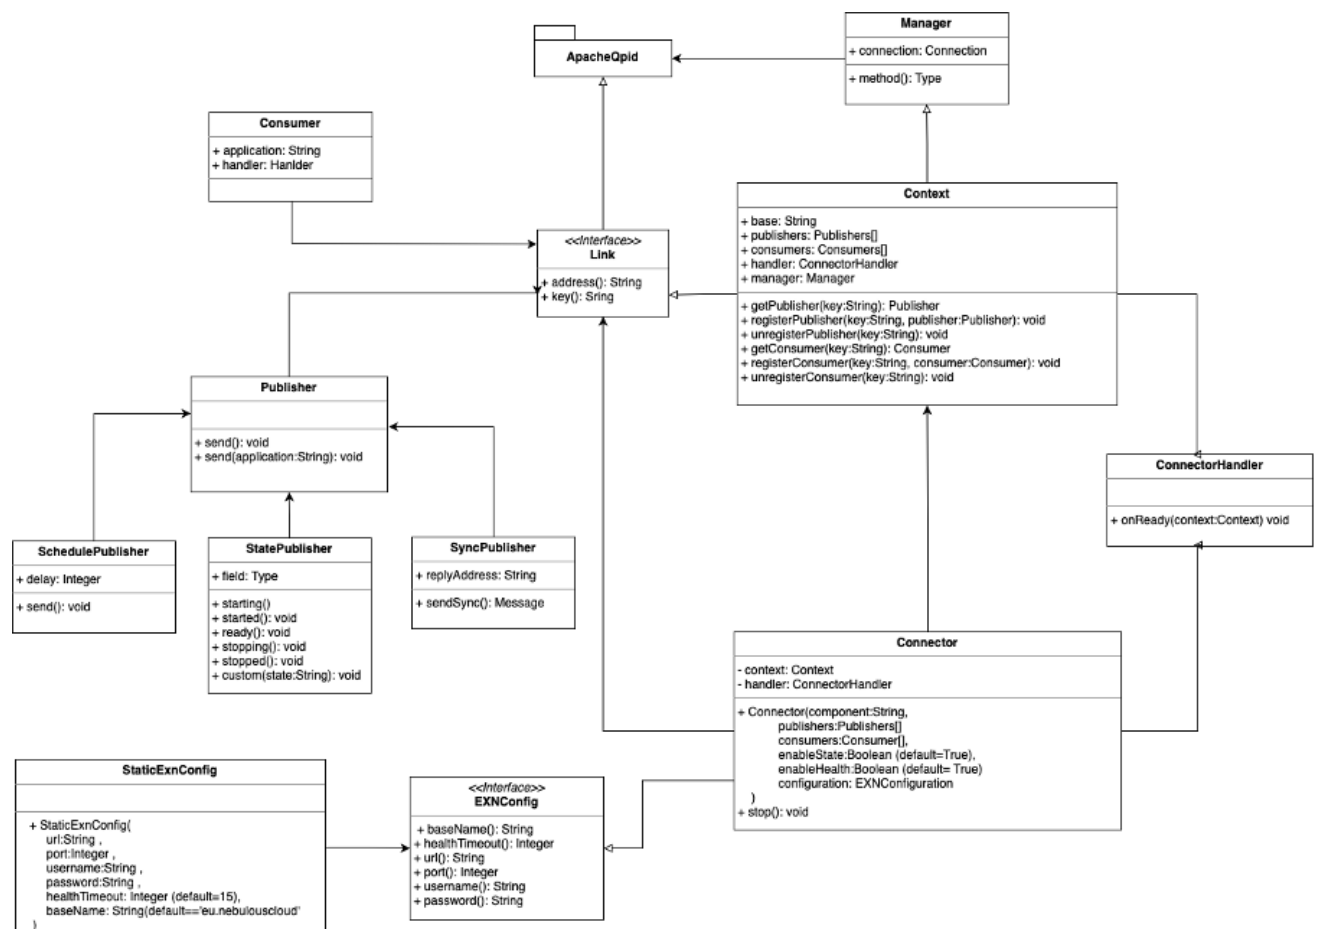 Manager
+ connection: Connection
+ method(): Type
ApacheQpid
Consumer
+ application: String
+ handler: Hanlder
Context
+ base: String
+ publishers: Publishers[]
+ consumers: Consumers[]
+ handler: ConnectorHandler
+ manager: Manager
+ getPublisher(key:String): Publisher
+ registerPublisher(key:String, publisher:Publisher): void
+ unregisterPublisher(key:String): void
+ getConsumer(key:String): Consumer
+ registerConsumer(key:String, consumer:Consumer): void
+ unregisterConsumer(key:String): void
<<Interface>>
Link
+ address(): String
+ key(): Sring
Publisher
+ send(): void
+ send(application:String): void
ConnectorHandler
+ onReady(context:Context) void
SchedulePublisher
+ delay: Integer
+ send(): void
StatePublisher
+ field: Type
+ starting()
+ started(): void
+ ready(): void
+ stopping(): void
+ stopped(): void
+ custom(state:String): void
SyncPublisher
+ replyAddress: String
+ sendSync(): Message
Connector
- context: Context
- handler: ConnectorHandler
+ Connector(component:String,
publishers:Publishers[]
consumers:Consumer[],
enableState:Boolean (default=True),
enableHealth:Boolean (default= True)
configuration: EXNConfiguration
)
+ stop(): void
StaticExnConfig
+ StaticExnConfig(
url:String ,
port:Integer ,
username:String ,
password:String ,
healthTimeout: Integer (default=15),
baseName: String(default=='eu.nebulouscloud'
)
<<Interface>>
EXNConfig
+ baseName(): String
+ healthTimeout(): Integer
+ url(): String
+ port(): Integer
+ username(): String
+ password(): String